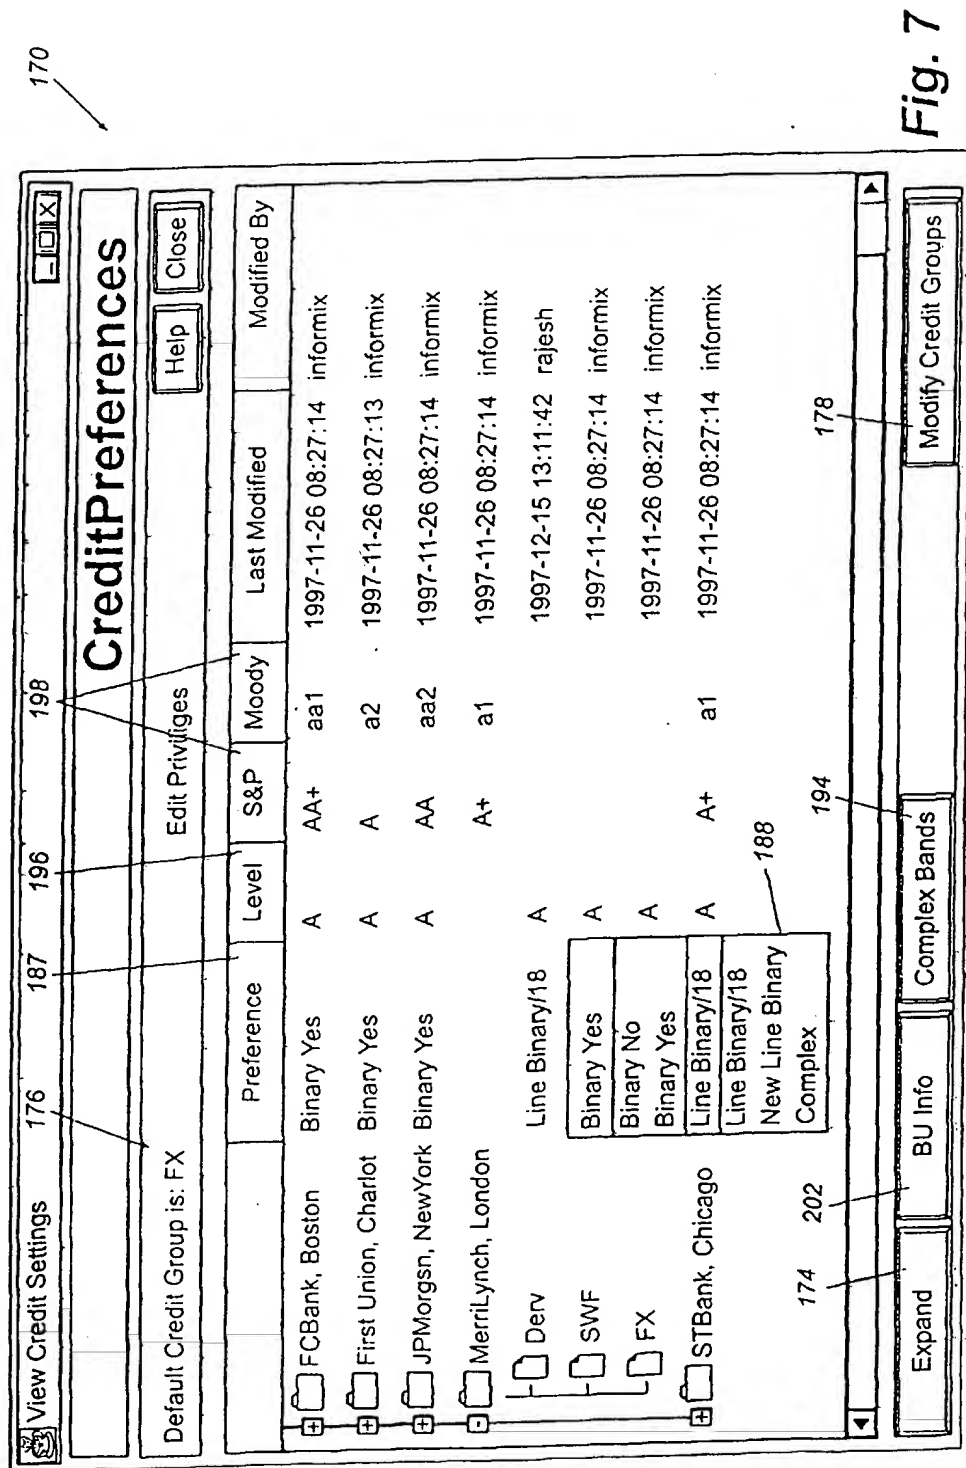 170
View Credit Settings 176 187 196 198
CreditPreferences
Default Credit Group is: FX Edit Priviliges Help Close
Preference Level S&P Moody Last Modified Modified By
FCBank, Boston Binary Yes A AA+ aa1 1997-11-26 08:27:14 informix
First Union, Charlot Binary Yes A A a2 1997-11-26 08:27:13 informix
JPMorgsn, NewYork Binary Yes A AA aa2 1997-11-26 08:27:14 informix
MerriLynch, London A+ a1 1997-11-26 08:27:14 informix
Derv Line Binary/18 A 1997-12-15 13:11:42 rajesh
SWF Binary Yes A 1997-11-26 08:27:14 informix
FX Binary No A 1997-11-26 08:27:14 informix
Binary Yes
STBank, Chicago Line Binary/18 A A+ a1 1997-11-26 08:27:14 informix
Line Binary/18
New Line Binary
Complex
188
174 202 194 178
Expand BU Info Complex Bands Modify Credit Groups
Fig. 7